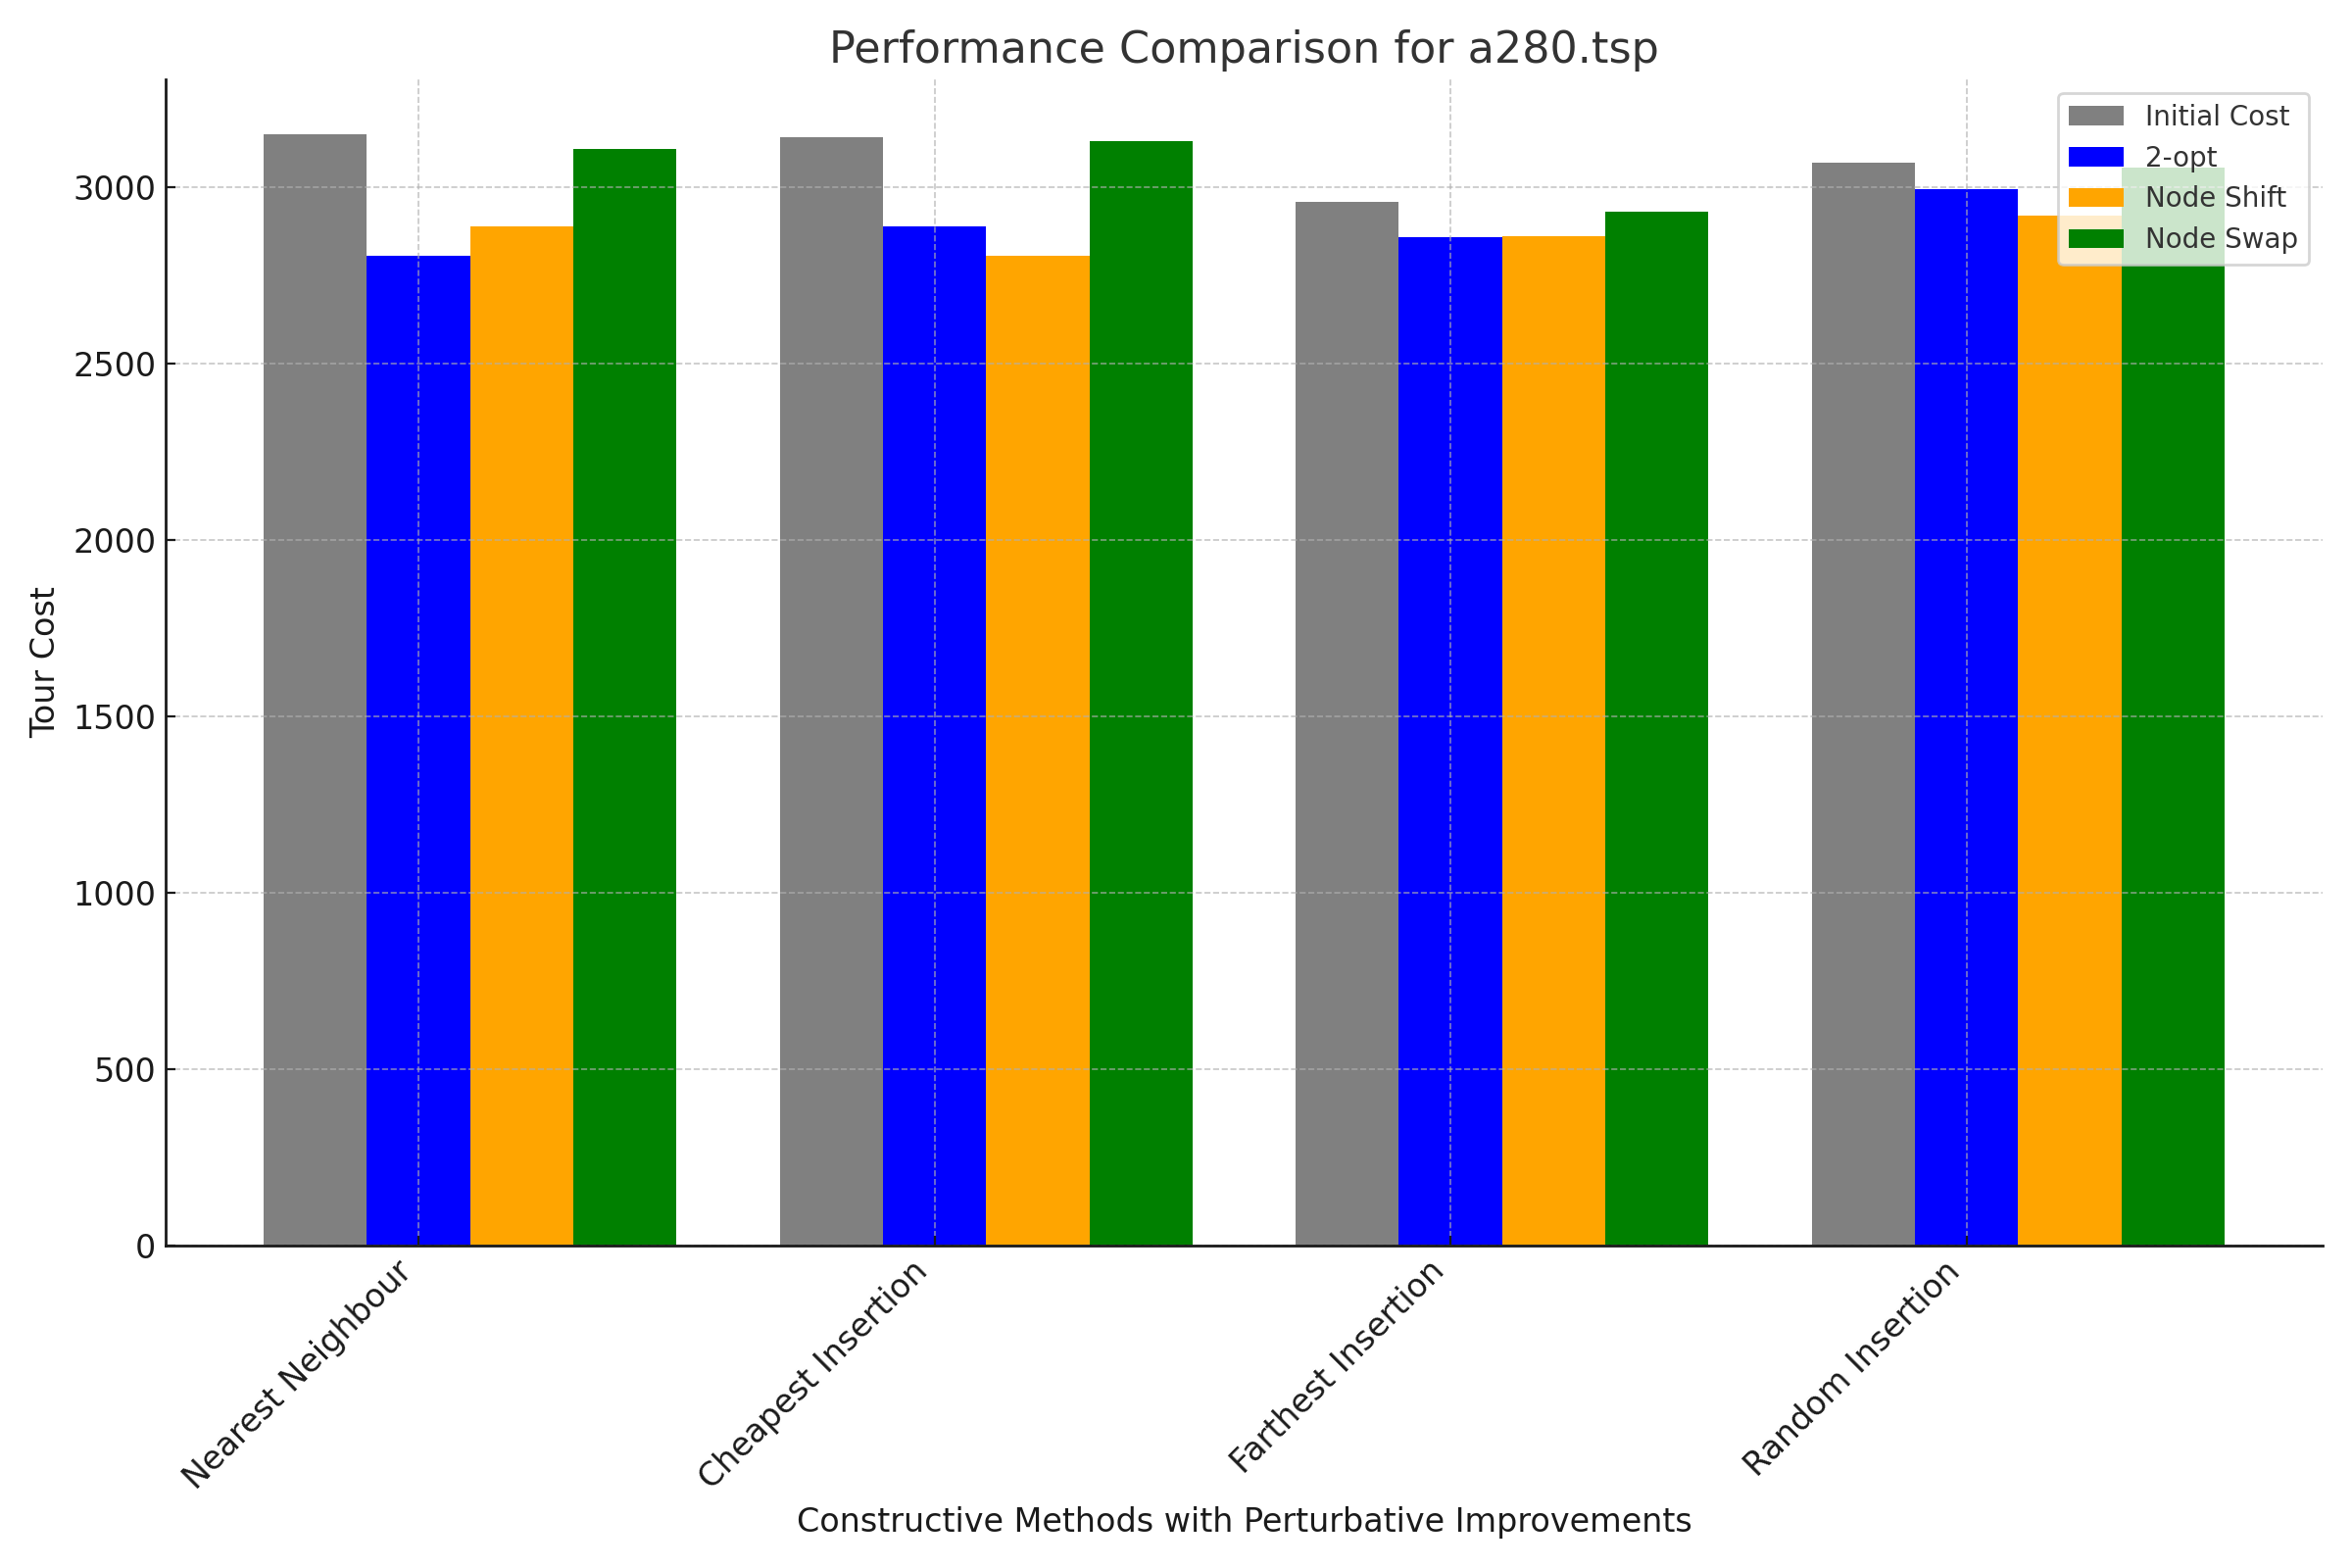 Performance Comparison for a280.tsp
Initial Cost
2-opt
Node Shift
Node Swap
Tour Cost
3000
2500
2000
1500
1000
500
0
Nearest Neighbour
Cheapest Insertion
Farthest Insertion
Random Insertion
Constructive Methods with Perturbative Improvements